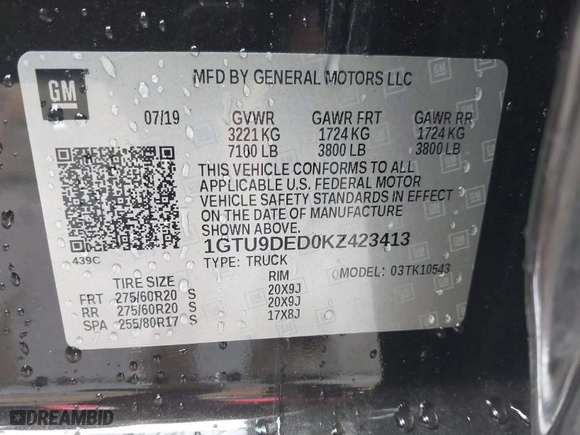 GM
MFD BY GENERAL MOTORS LLC
07/19 GVWR GAWR FRT GAWR RR
3221 KG 1724 KG 1724 KG
7100 LB 3800 LB 3800 LB
THIS VEHICLE CONFORMS TO ALL
APPLICABLE U.S. FEDERAL MOTOR
VEHICLE SAFETY STANDARDS IN EFFECT
ON THE DATE OF MANUFACTURE
SHOWN ABOVE.
439C
1GTU9DED0KZ423413
TYPE: TRUCK MODEL: 03TK10543
TIRE SIZE RIM
FRT 275/60R20 S 20X9J
RR 275/60R20 S 20X9J
SPA 255/80R17 S 17X8J
DREAMBID